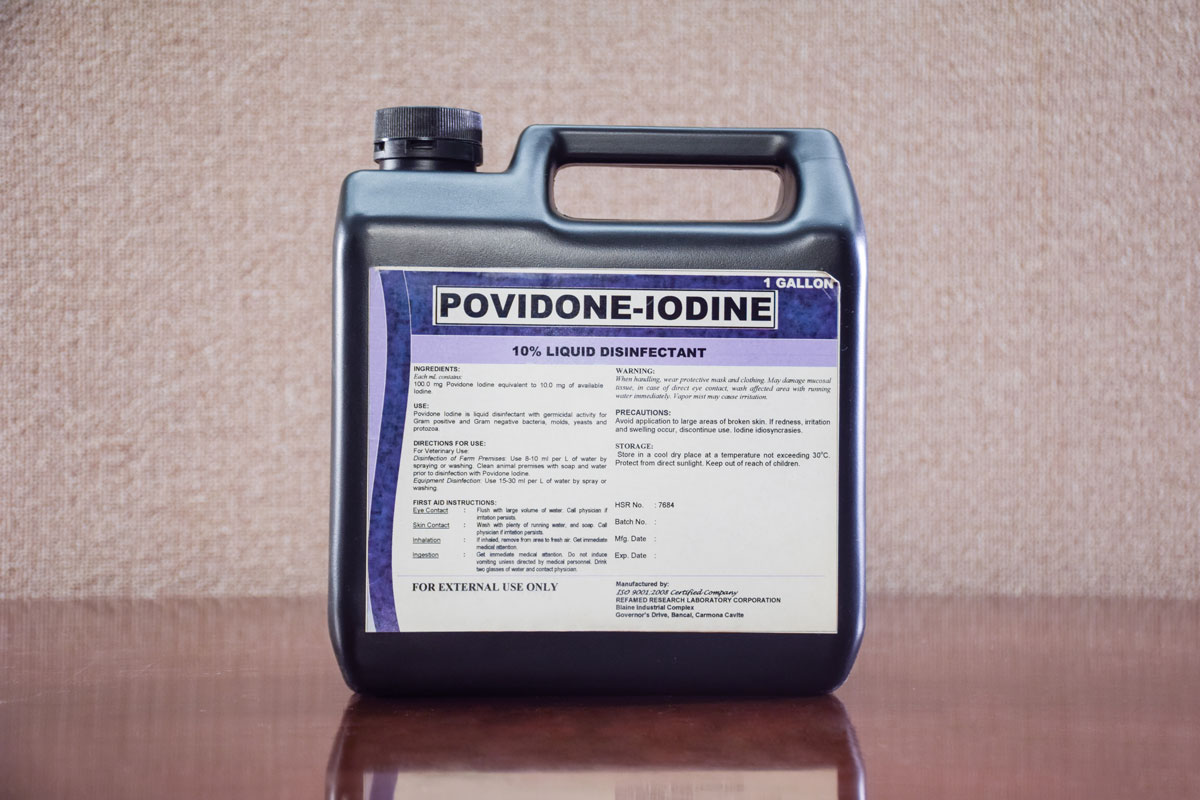 1 GALLON
POVIDONE-IODINE
10% LIQUID DISINFECTANT
INGREDIENTS:
Each mL contains:
100.0 mg Povidone Iodine equivalent to 10.0 mg of available
Iodine.
USE:
Povidone Iodine is liquid disinfectant with germicidal activity for
Gram positive and Gram negative bacteria, molds, yeasts and
protozoa.
DIRECTIONS FOR USE:
For Veterinary Use:
Disinfection of Farm Premises: Use 8-10 ml per L of water by
spraying or washing. Clean animal premises with soap and water
prior to disinfection with Povidone Iodine.
Equipment Disinfection: Use 15-30 ml per L of water by spray or
washing.
FIRST AID INSTRUCTIONS:
Eye Contact : Flush with large volume of water. Call physician if
irritation persists.
Skin Contact : Wash with plenty of running water, and soap. Call
physician if irritation persists.
Inhalation : If inhaled, remove from area to fresh air. Get immediate
medical attention
Ingestion : Get immediate medical attention. Do not induce
vomiting unless directed by medical personnel. Drink
two glasses of water and contact physician.
FOR EXTERNAL USE ONLY
WARNING:
When handling, wear protective mask and clothing. May damage mucosal
tissue, in case of direct eye contact, wash affected area with running
water immediately. Vapor mist may cause irritation.
PRECAUTIONS:
Avoid application to large areas of broken skin. If redness, irritation
and swelling occur, discontinue use. Iodine idiosyncrasies.
STORAGE:
Store in a cool dry place at a temperature not exceeding 30°C.
Protect from direct sunlight. Keep out of reach of children.
HSR No. : 7684
Batch No. :
Mfg. Date :
Exp. Date :
Manufactured by:
ISO 9001:2008 Certified Company
REFAMED RESEARCH LABORATORY CORPORATION
Blaine Industrial Complex
Governor's Drive, Bancal, Carmona Cavite